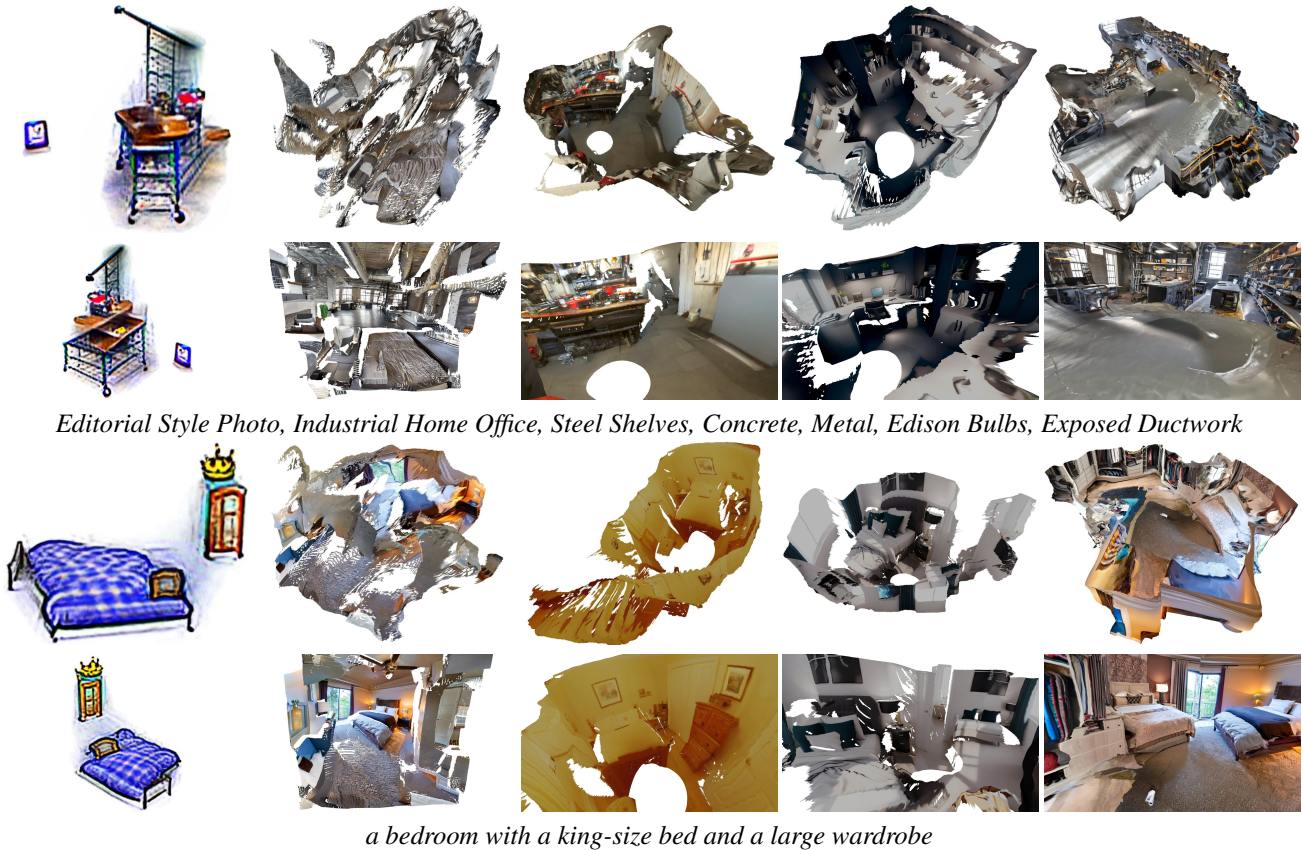 Editorial Style Photo, Industrial Home Office, Steel Shelves, Concrete, Metal, Edison Bulbs, Exposed Ductwork
a bedroom with a king-size bed and a large wardrobe